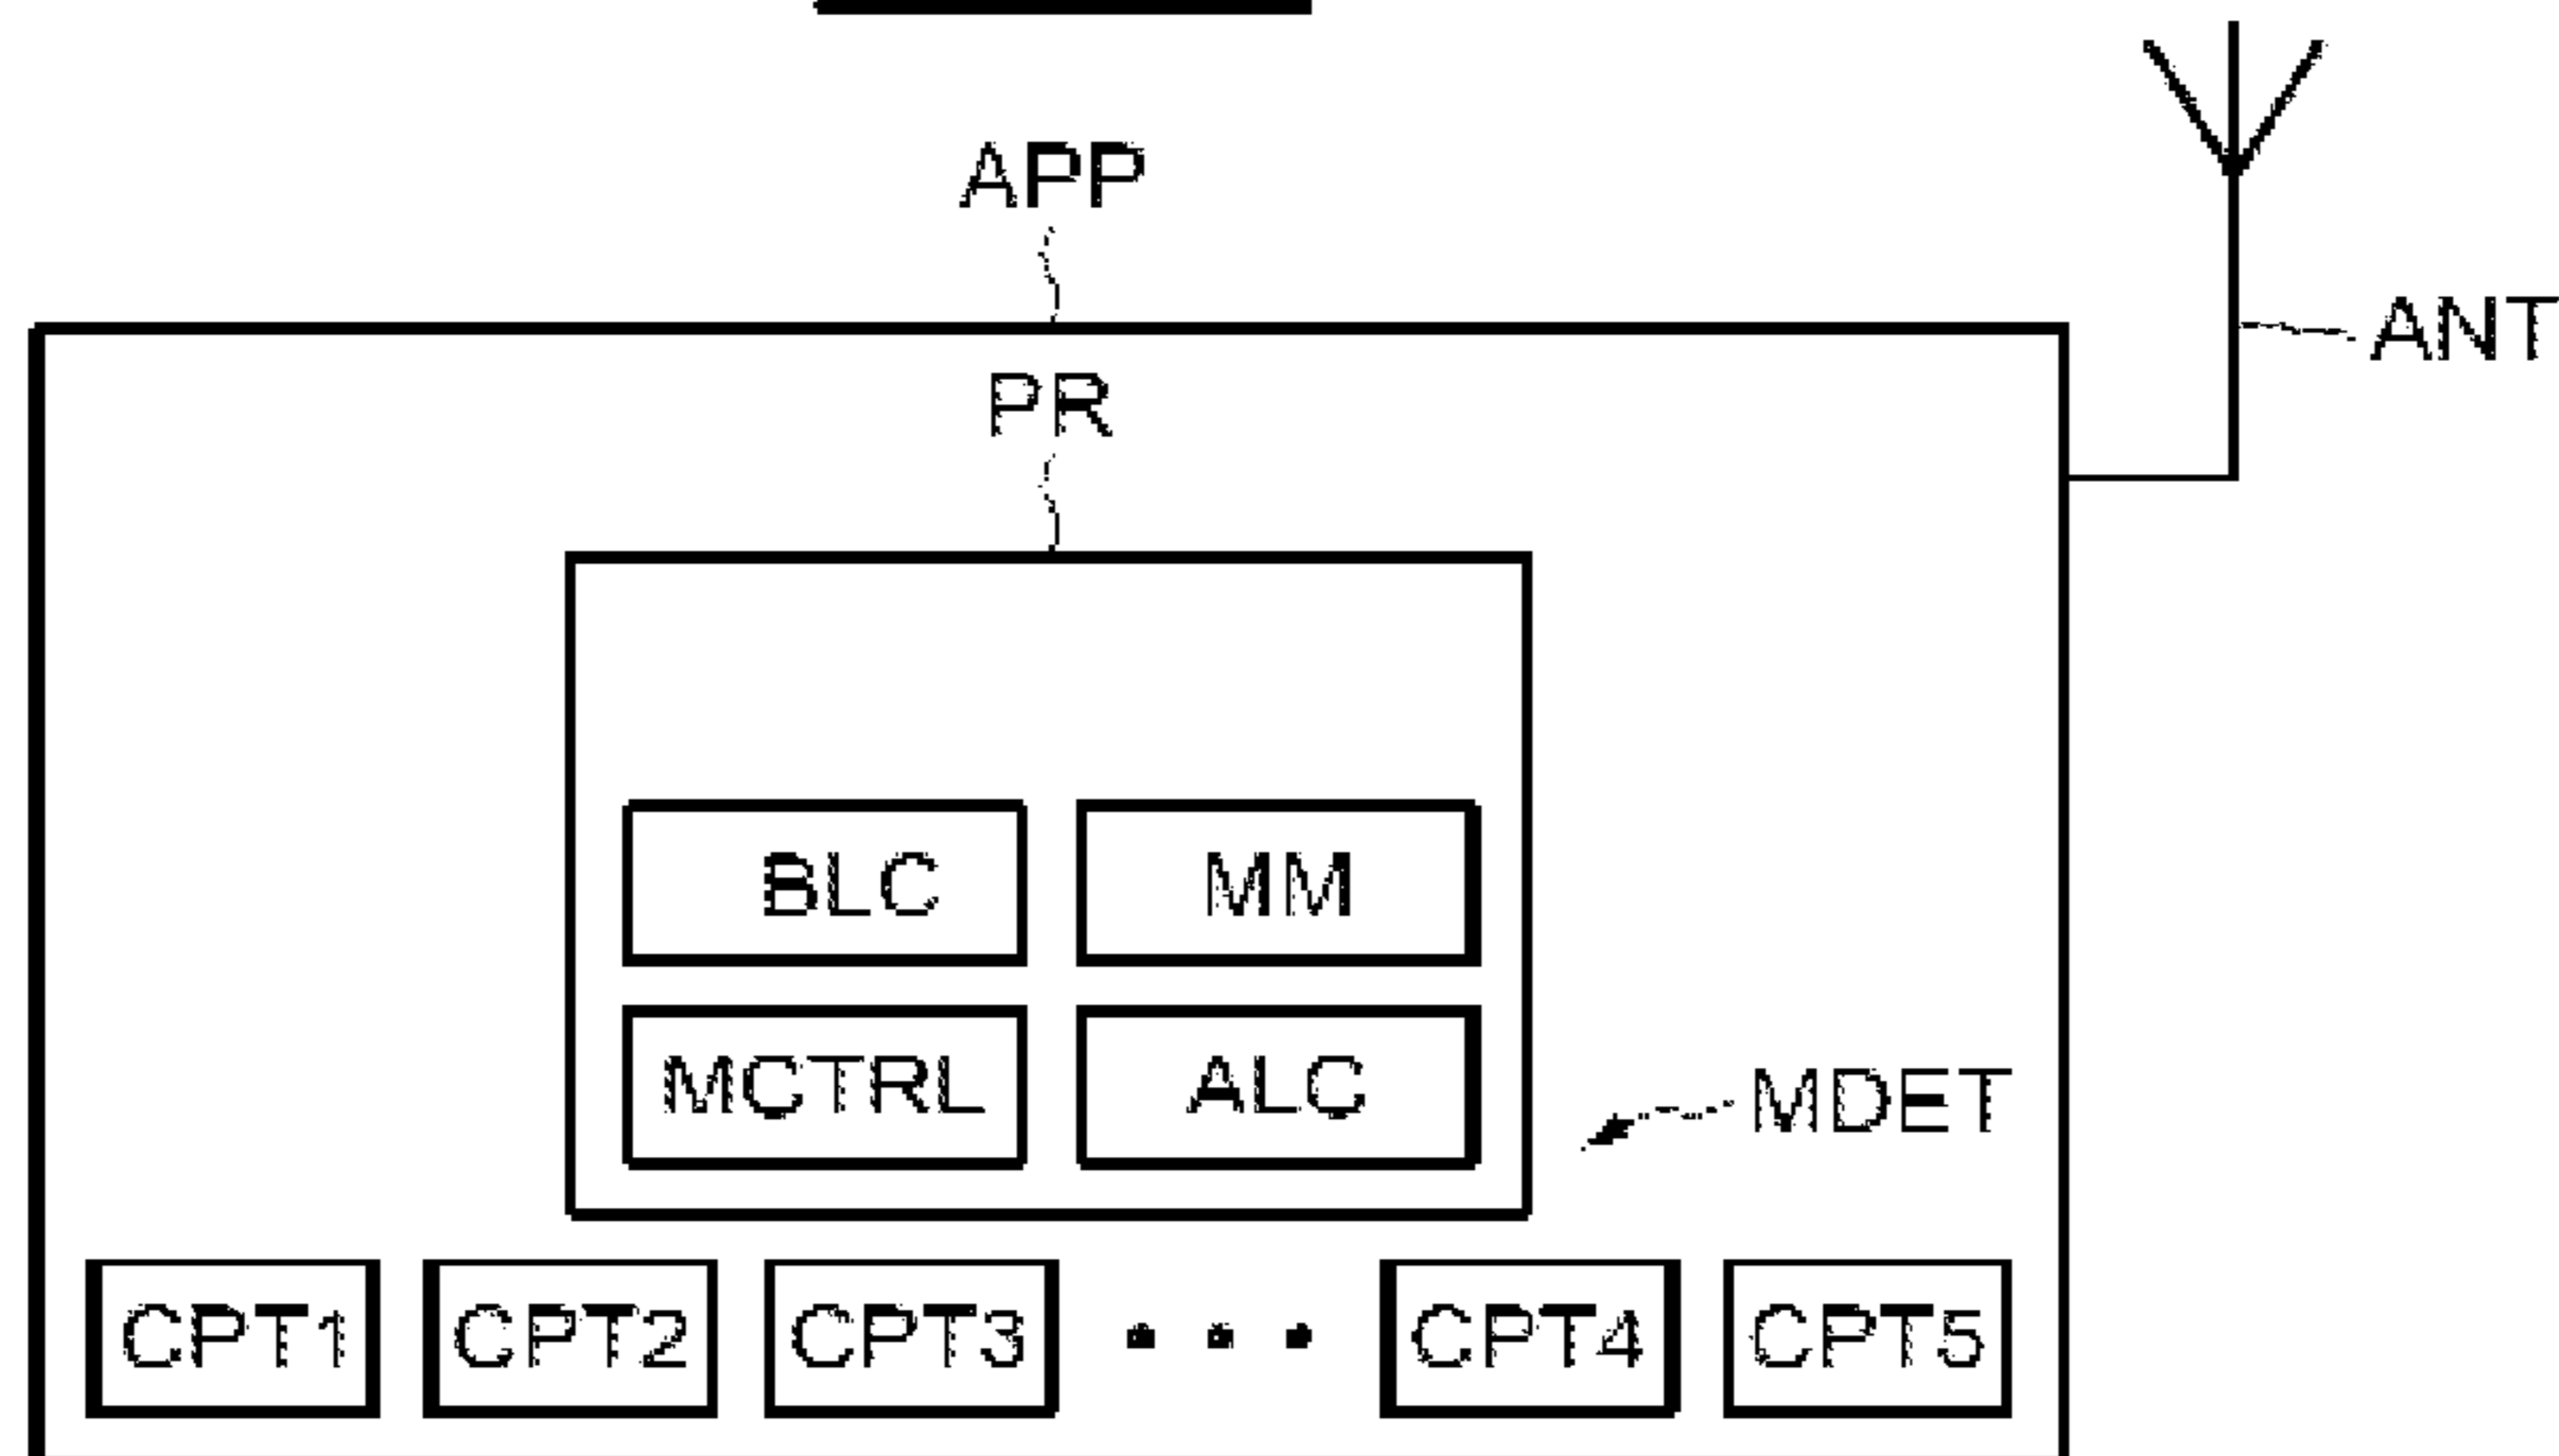 APP
ANT
PR
BLC MM
MCTRL ALC
MDET
CPT1 CPT2 CPT3 • • • CPT4 CPT5